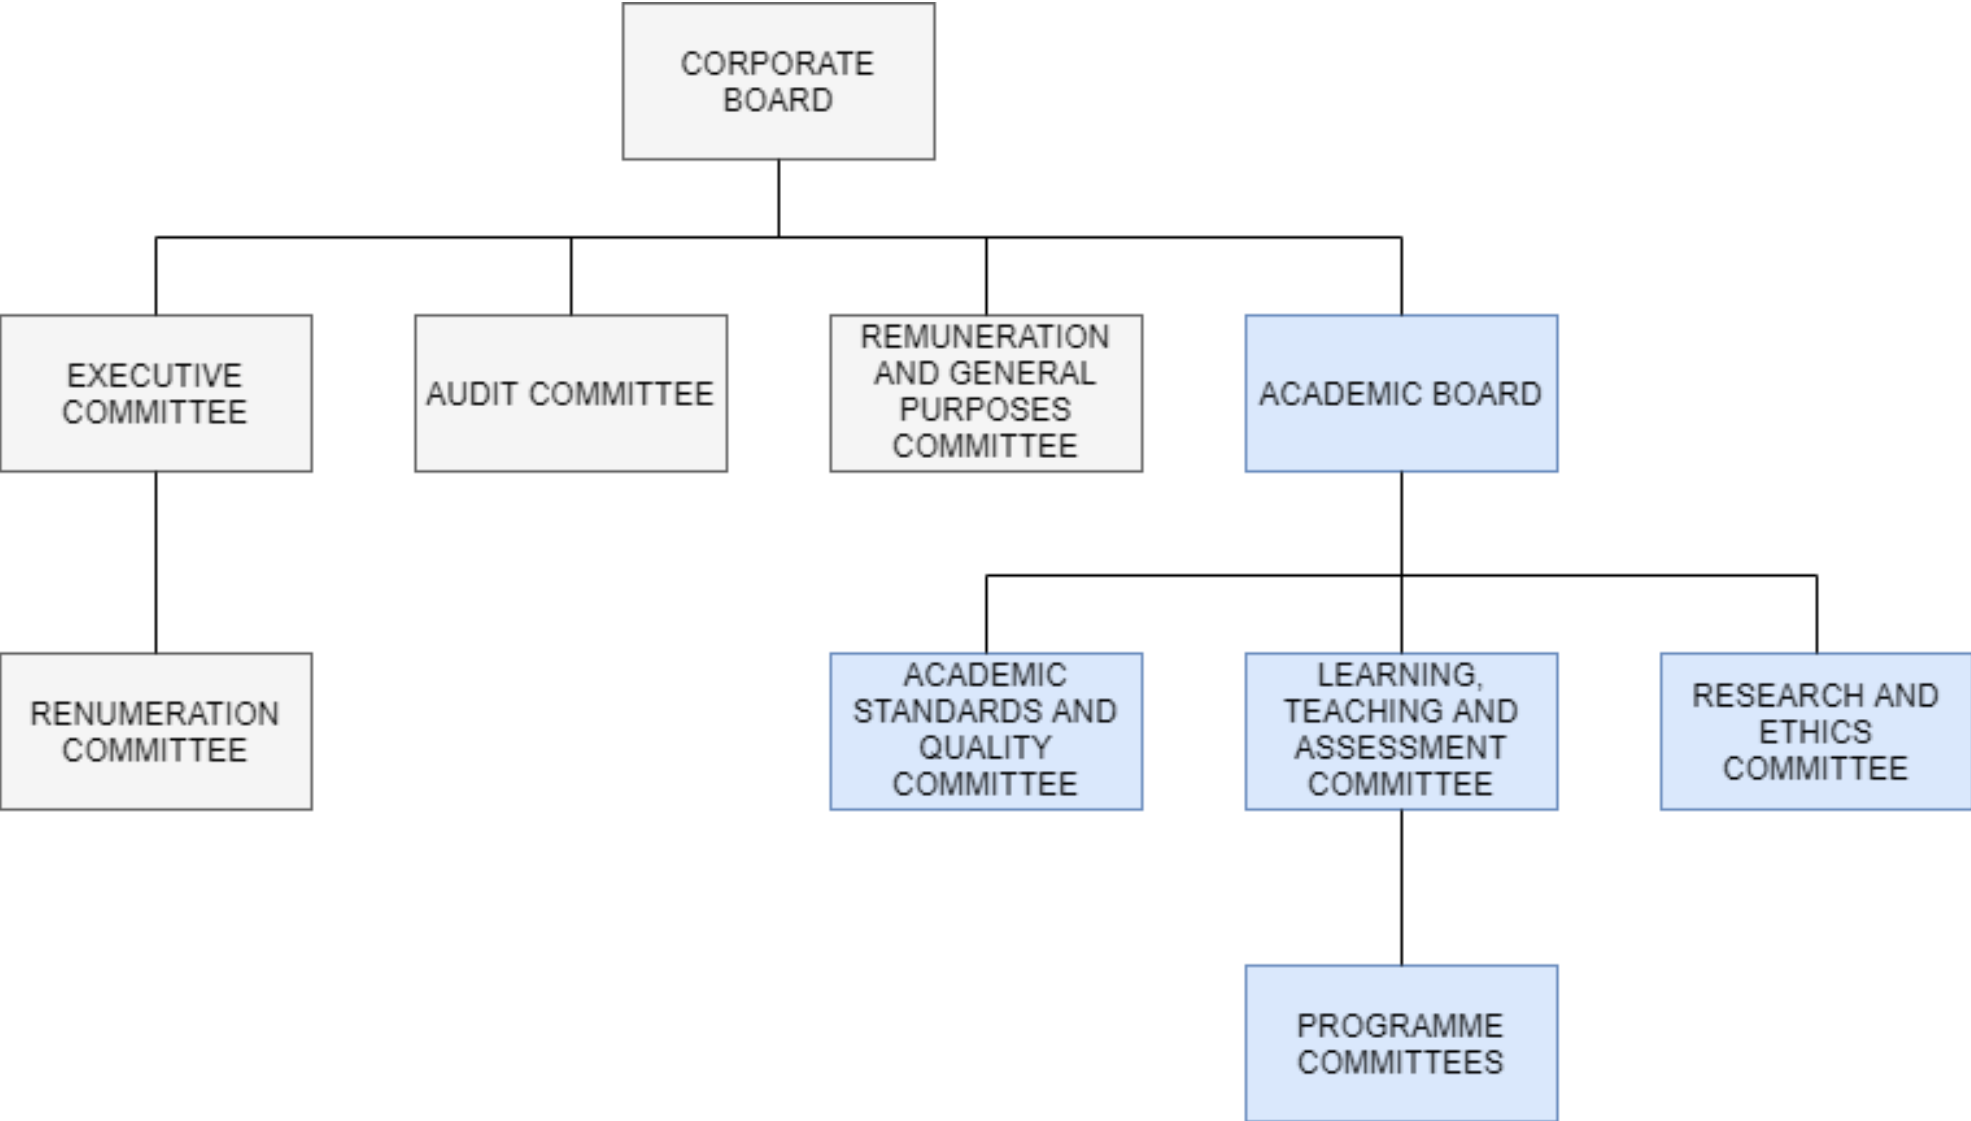 CORPORATE
BOARD
EXECUTIVE
COMMITTEE
AUDIT COMMITTEE
REMUNERATION
AND GENERAL
PURPOSES
COMMITTEE
ACADEMIC BOARD
RENUMERATION
COMMITTEE
ACADEMIC
STANDARDS AND
QUALITY
COMMITTEE
LEARNING,
TEACHING AND
ASSESSMENT
COMMITTEE
RESEARCH AND
ETHICS
COMMITTEE
PROGRAMME
COMMITTEES